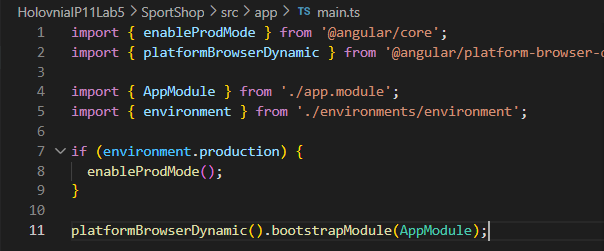 HolovniaIP11Lab5 > SportShop > src > app > TS main.ts
1 import { enableProdMode } from '@angular/core';
2 import { platformBrowserDynamic } from '@angular/platform-browser-
3
4 import { AppModule } from './app.module';
5 import { environment } from './environments/environment';
6
7 if (environment.production) {
8 enableProdMode();
9 }
10
11 platformBrowserDynamic().bootstrapModule(AppModule);